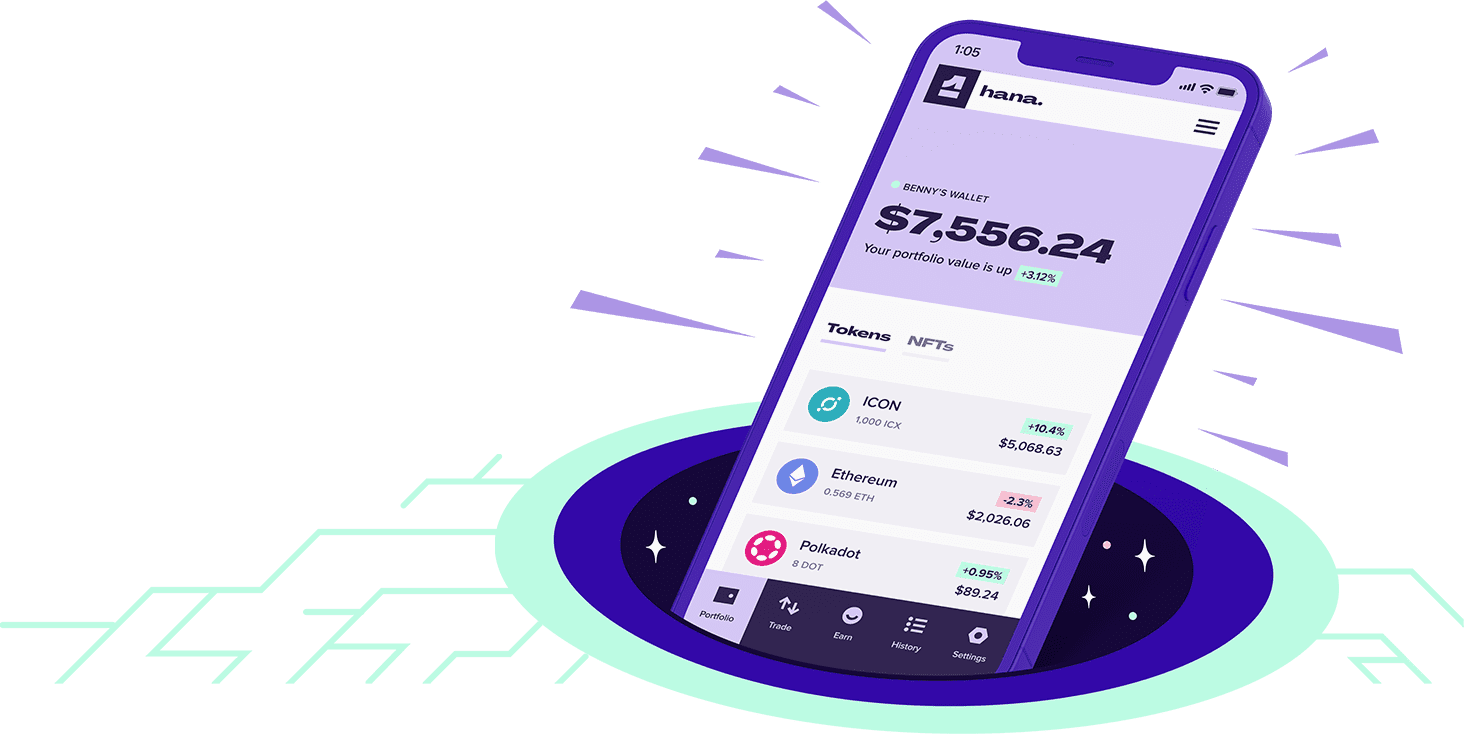 1:05
hana.
BENNY'S WALLET
$7,556.24
Your portfolio value is up +3.12%
Tokens NFTs
ICON
+10.4%
1,000 ICX
$5,068.63
Ethereum
-2.3%
0.569 ETH
$2,026.06
Polkadot
+0.95%
8 DOT
$89.24
Portfolio Trade Earn History Settings